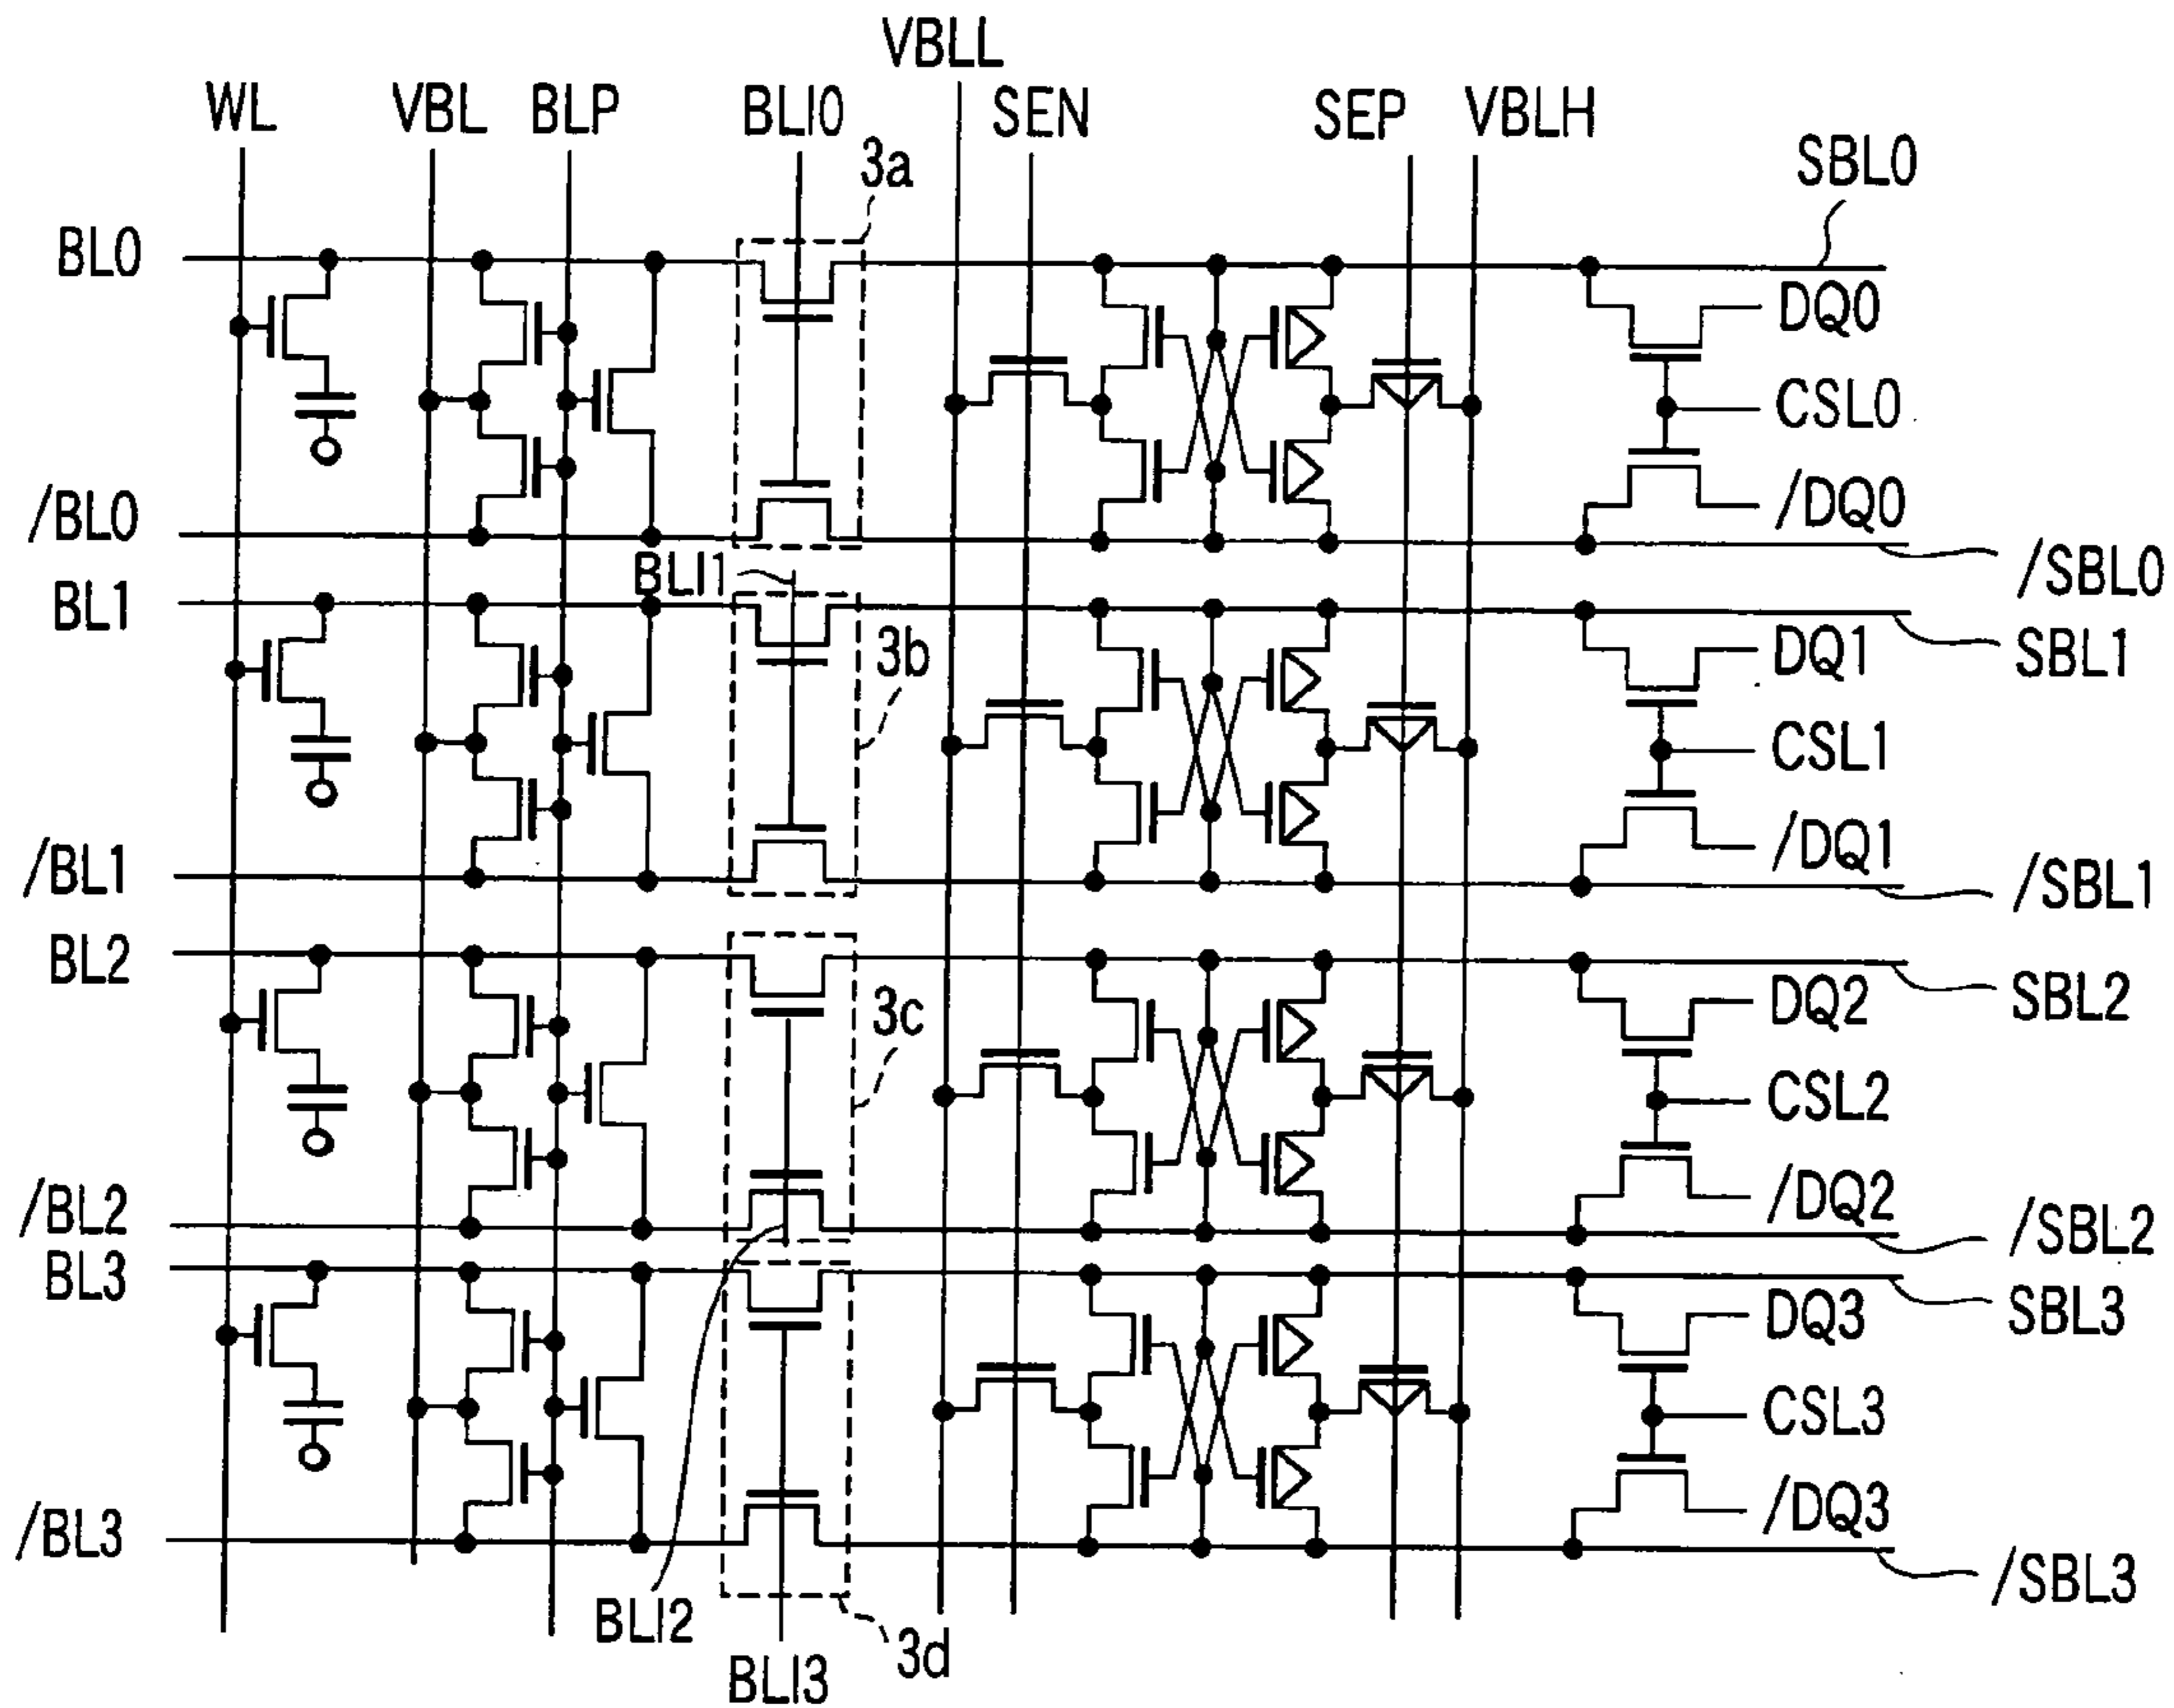 VBLL
WL VBL BLP BLI0 SEN SEP VBLH
3a
SBL0
BL0
DQ0
CSL0
/DQ0
/BL0
/SBL0
BLI1
BL1
SBL1
DQ1
3b
CSL1
/DQ1
/BL1
/SBL1
BL2
SBL2
DQ2
3c
CSL2
/DQ2
/BL2
/SBL2
BL3
SBL3
DQ3
CSL3
/DQ3
/BL3
/SBL3
BLI2
3d
BLI3